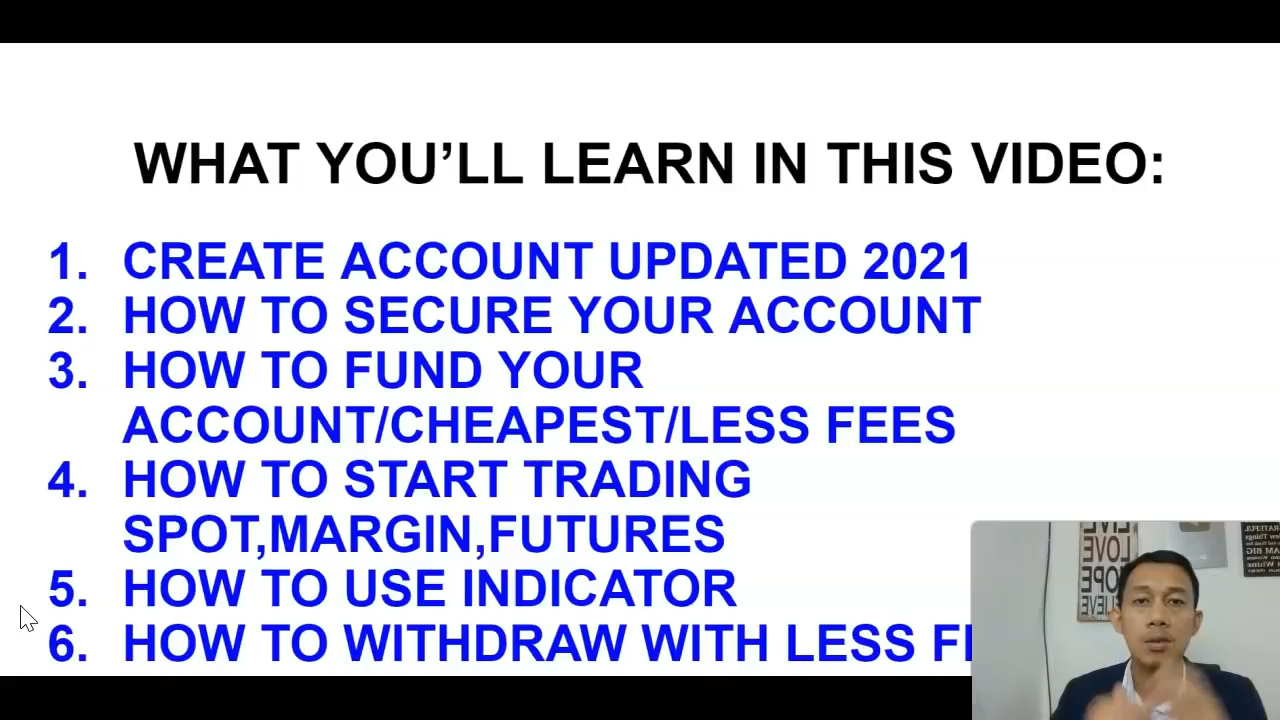 WHAT YOU'LL LEARN IN THIS VIDEO:
1. CREATE ACCOUNT UPDATED 2021
2. HOW TO SECURE YOUR ACCOUNT
3. HOW TO FUND YOUR
ACCOUNT/CHEAPEST/LESS FEES
4. HOW TO START TRADING
SPOT,MARGIN,FUTURES
5. HOW TO USE INDICATOR
6. HOW TO WITHDRAW WITH LESS
LIVE
LOVE